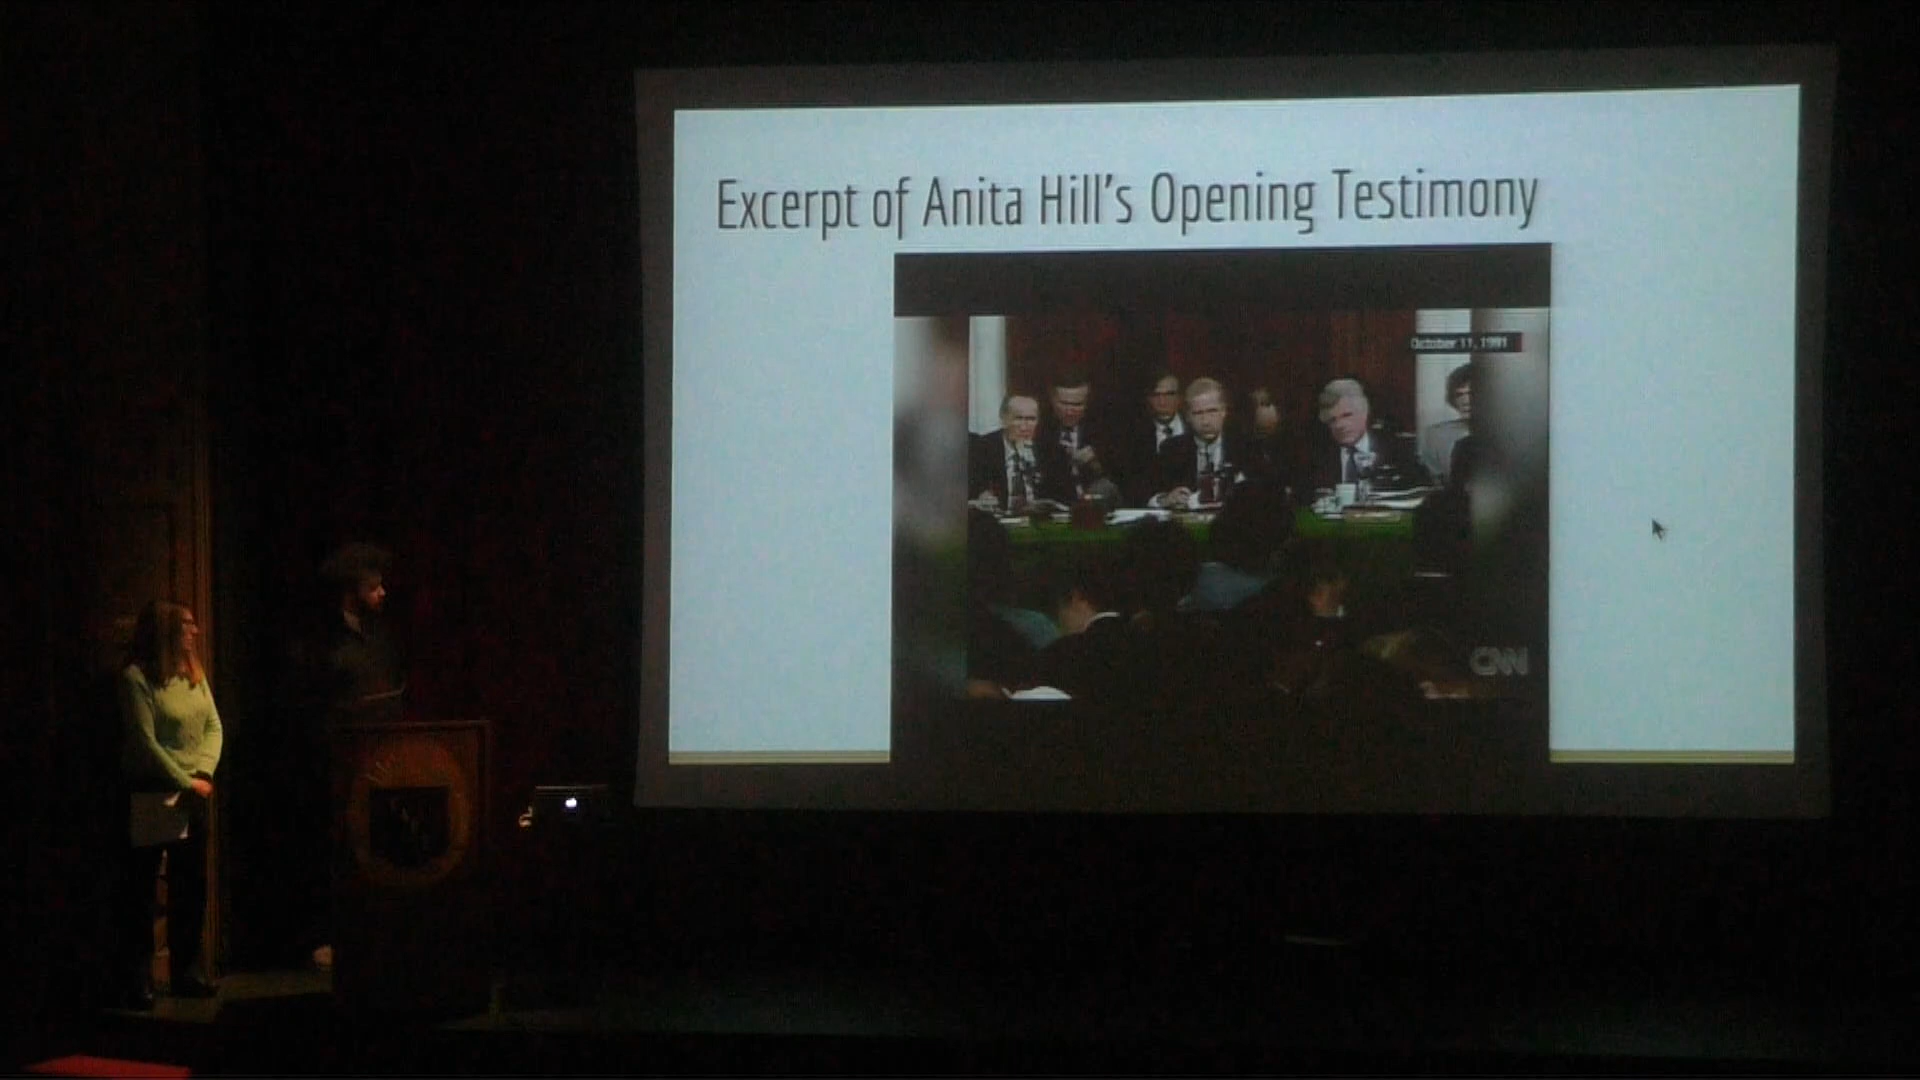 Excerpt of Anita Hill's Opening Testimony
October 11, 1991
CNN